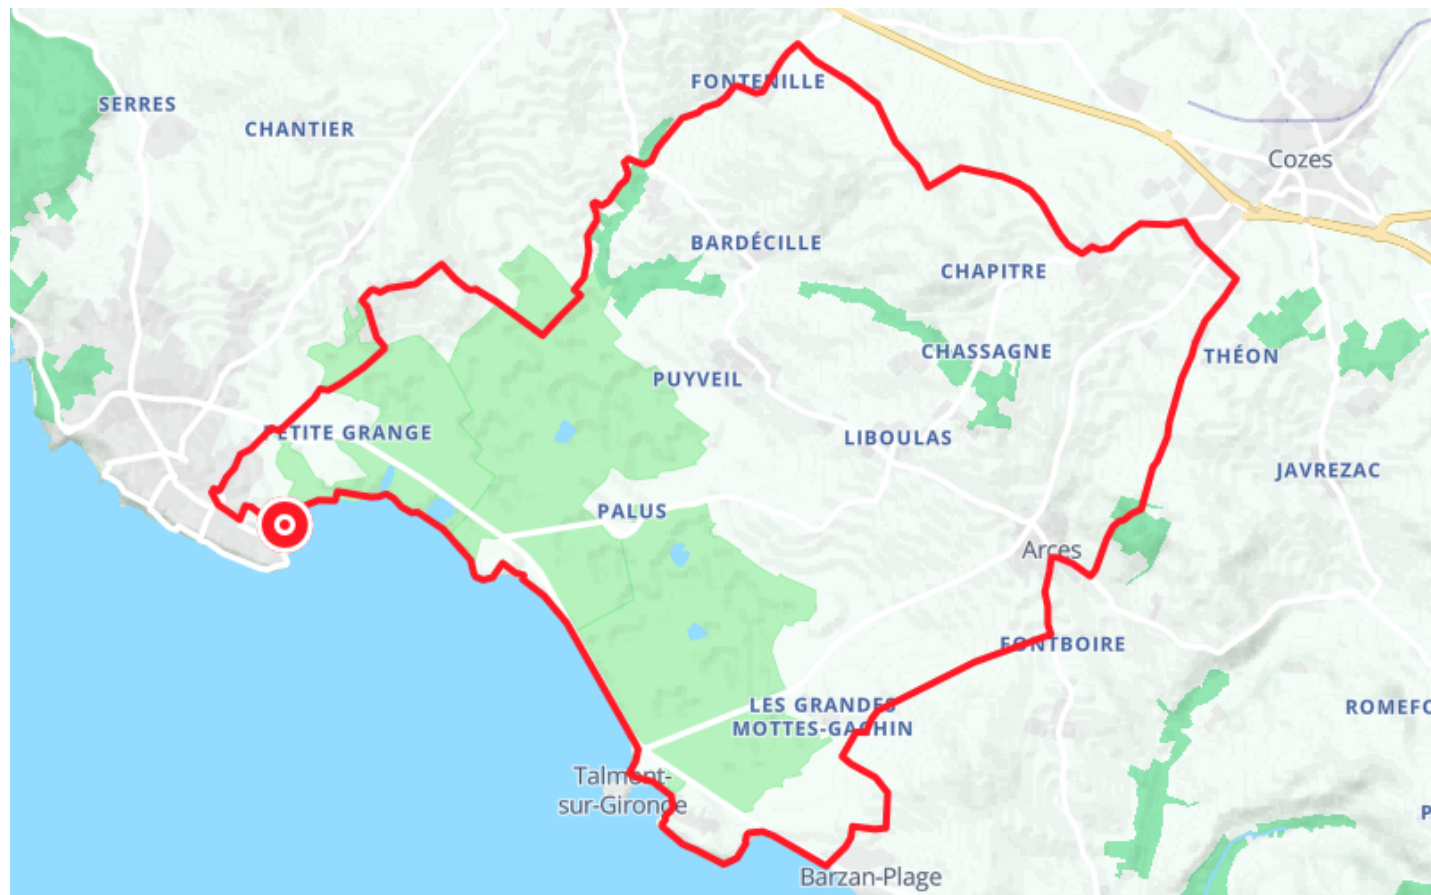 FONTENILLE
SERRES
CHANTIER
Cozes
BARDÉCILLE
CHAPITRE
CHASSAGNE
THÉON
PUYVEIL
PETITE GRANGE
LIBOULAS
JAVREZAC
PALUS
Arces
FONTBOIRE
LES GRANDES
MOTTES-GACHIN
ROMEFO
Talmont-
sur-Gironde
P
Barzan-Plage